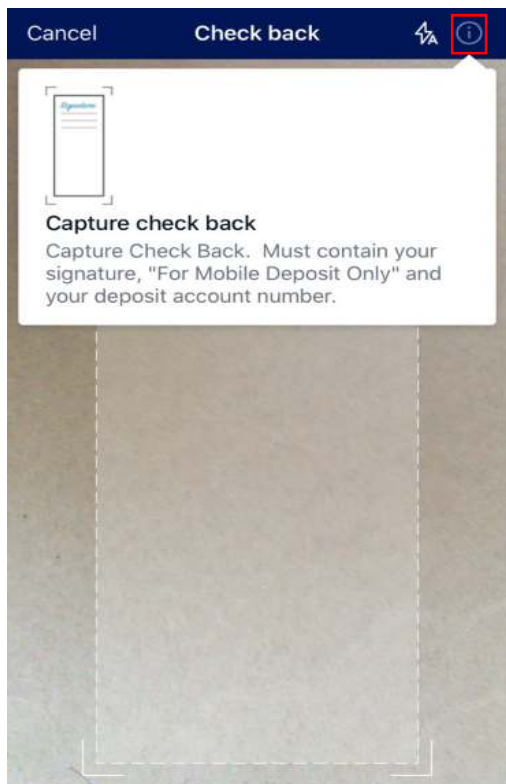 Cancel Check back
Signature
Capture check back
Capture Check Back.  Must contain your
signature, "For Mobile Deposit Only" and
your deposit account number.